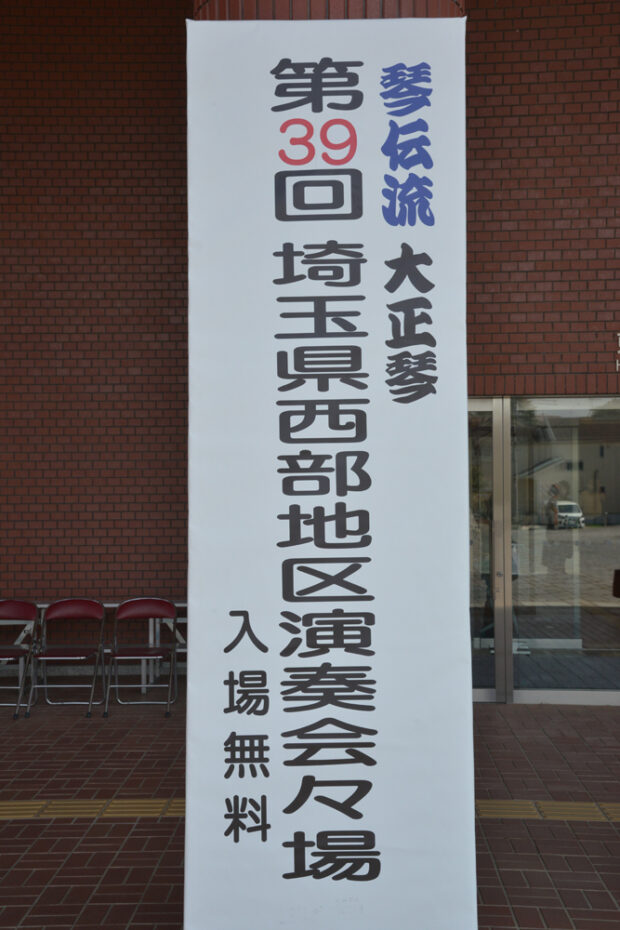 琴伝流 大正琴
第39回 埼玉県西部地区演奏会々場
入場無料